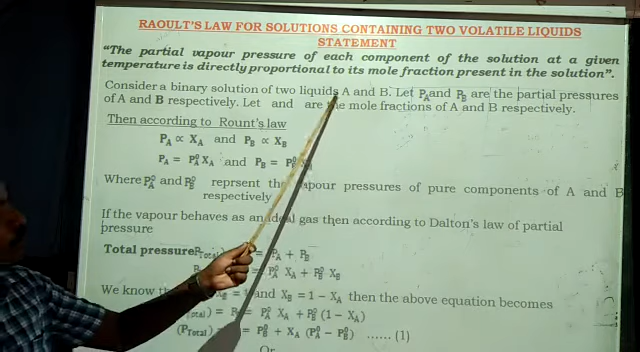 RAOULT'S LAW FOR SOLUTIONS CONTAINING TWO VOLATILE LIQUIDS
STATEMENT
"The partial vapour pressure of each component of the solution at a given
temperature is directly proportional to its mole fraction present in the solution".
Consider a binary solution of two liquids A and B. Let P_A and P_B are the partial pressures
of A and B respectively. Let and are the mole fractions of A and B respectively.
Then according to Rount's law
P_A ∝ X_A and P_B ∝ X_B
P_A = P_A^0 X_A and P_B = P
Where P_A^0 and P_B^0 reprsent the vapour pressures of pure components of A and B
respectively
If the vapour behaves as an ideal gas then according to Dalton's law of partial
pressure
Total pressure P_Total = P_A + P_B
= P_A^0 X_A + P_B^0 X_B
We know and X_B = 1 − X_A then the above equation becomes
= P_A^0 X_A + P_B^0 (1 − X_A)
(P_Total) = P_B^0 + X_A (P_A^0 − P_B^0) ...... (1)
Or